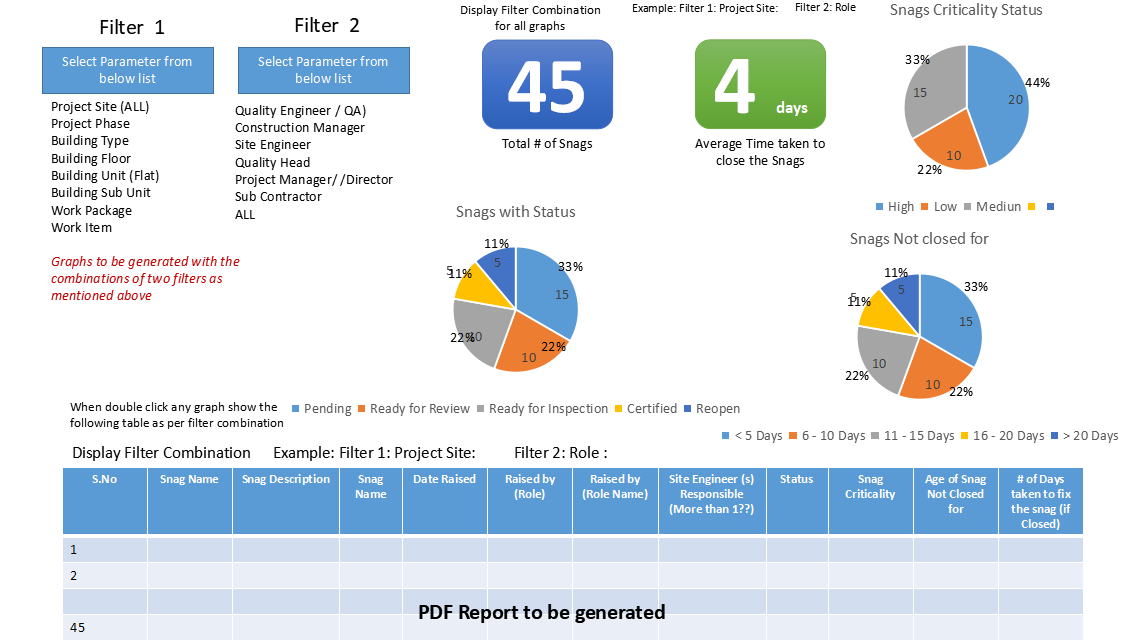 Filter 1
Select Parameter from
below list
Project Site (ALL)
Project Phase
Building Type
Building Floor
Building Unit (Flat)
Building Sub Unit
Work Package
Work Item
Graphs to be generated with the
combinations of two filters as
mentioned above
Filter 2
Select Parameter from
below list
Quality Engineer / QA)
Construction Manager
Site Engineer
Quality Head
Project Manager/ /Director
Sub Contractor
ALL
Display Filter Combination
for all graphs
Example: Filter 1: Project Site: Filter 2: Role
45
Total # of Snags
4 days
Average Time taken to
close the Snags
Snags Criticality Status
33%
44%
15
20
10
22%
High Low Mediun
Snags with Status
11%
5
33%
5
11%
15
22%
10
22%
10
Pending Ready for Review Ready for Inspection Certified Reopen
Snags Not closed for
11%
5
33%
5
11%
15
10
22%
10
22%
< 5 Days 6 - 10 Days 11 - 15 Days 16 - 20 Days > 20 Days
When double click any graph show the
following table as per filter combination
Display Filter Combination Example: Filter 1: Project Site: Filter 2: Role :
S.No
Snag Name
Snag Description
Snag
Name
Date Raised
Raised by
(Role)
Raised by
(Role Name)
Site Engineer (s)
Responsible
(More than 1??)
Status
Snag
Criticality
Age of Snag
Not Closed
for
# of Days
taken to fix
the snag (if
Closed)
1
2
PDF Report to be generated
45